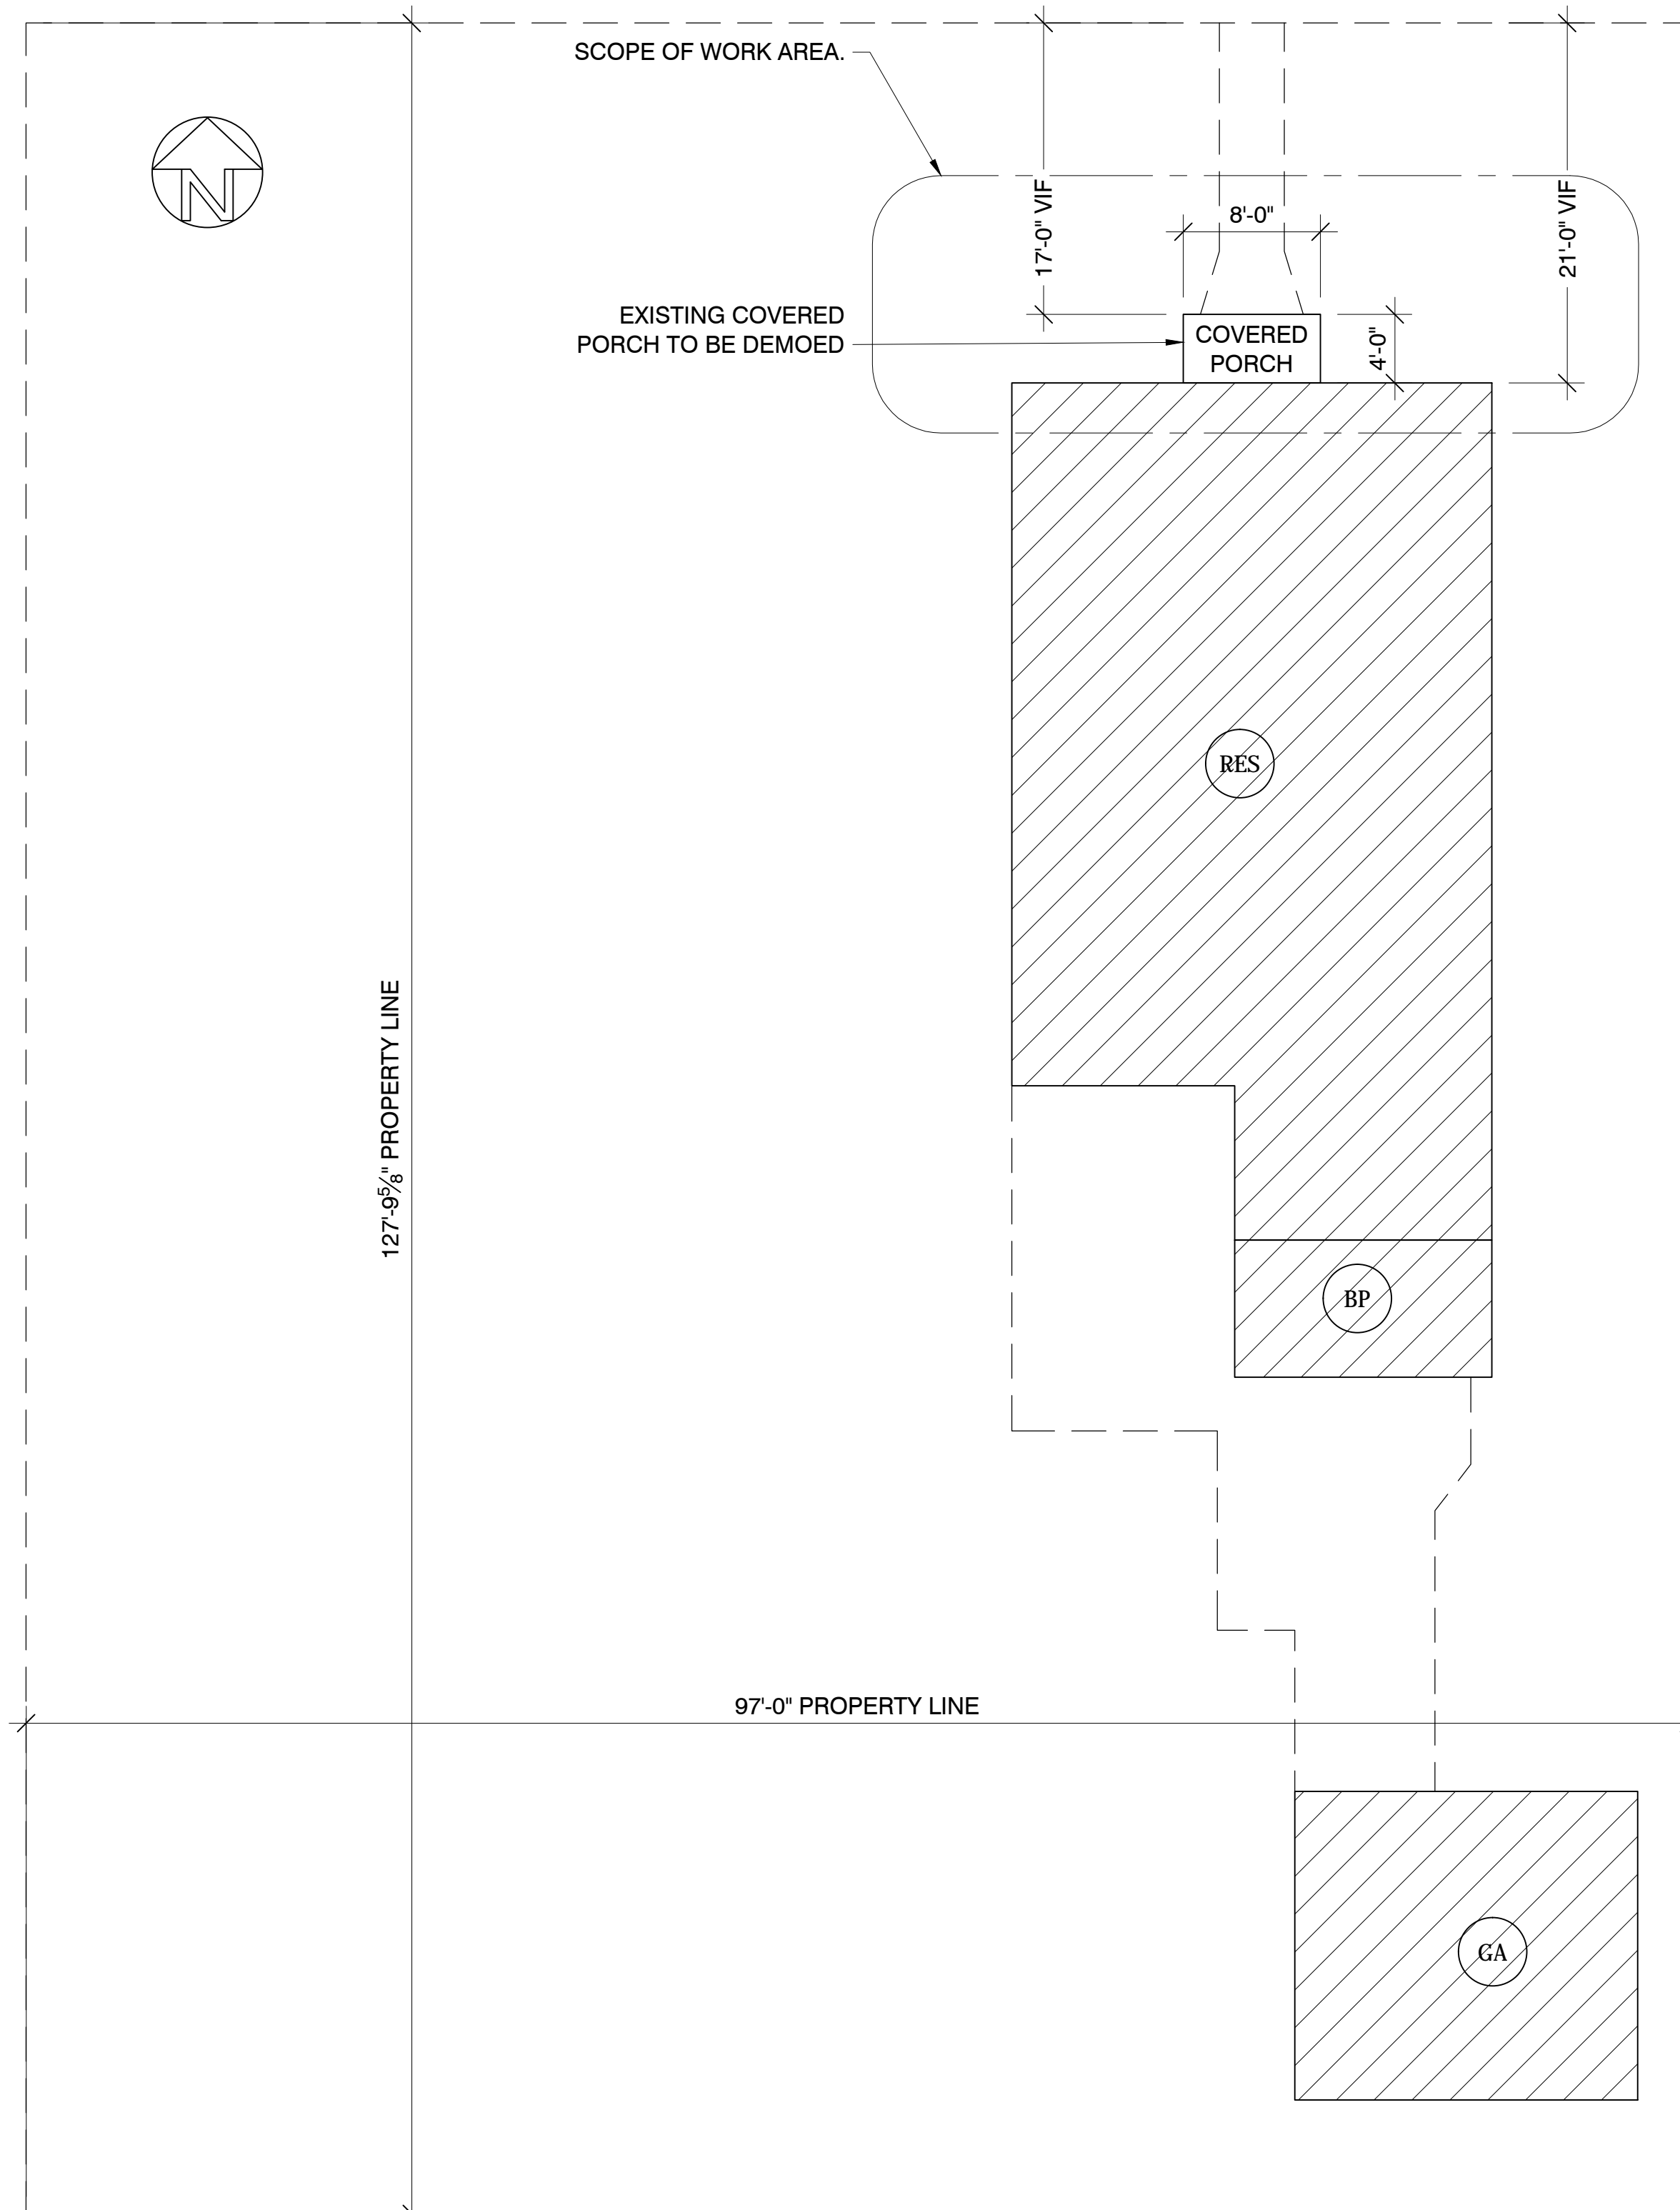 SCOPE OF WORK AREA.
N
17'-0" VIF
8'-0"
21'-0" VIF
EXISTING COVERED
PORCH TO BE DEMOED
COVERED
PORCH
4'-0"
RES
127'-9⅝" PROPERTY LINE
BP
97'-0" PROPERTY LINE
GA